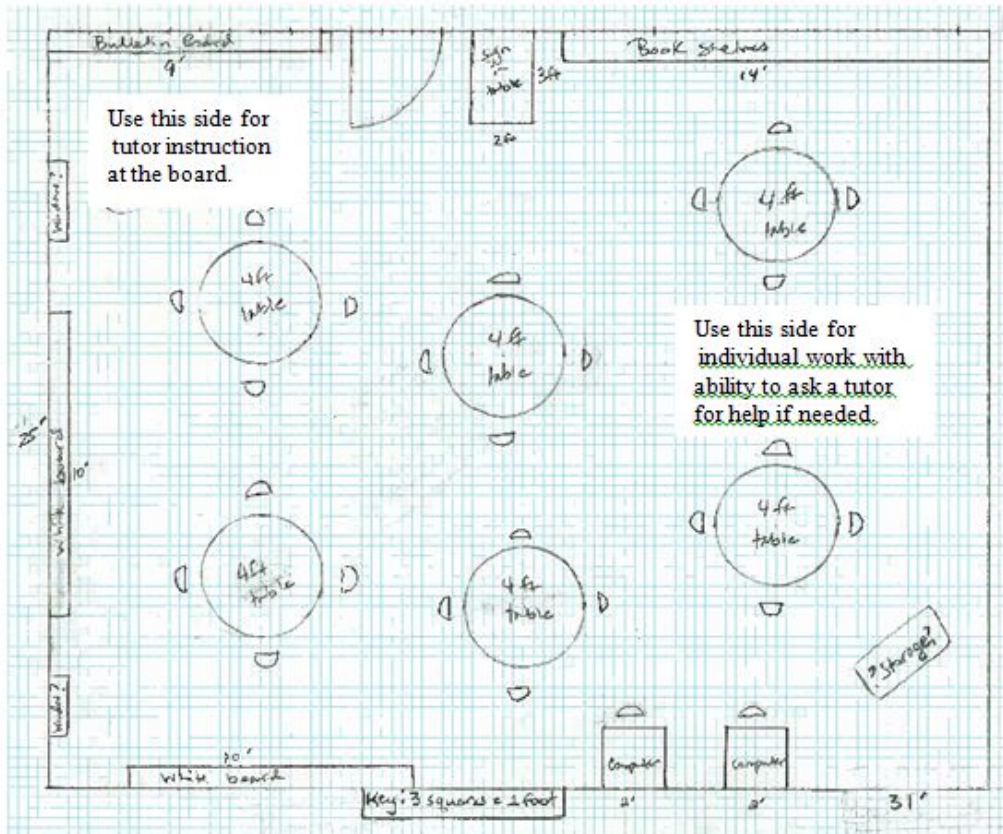 Bulletin Board
9'
sign
in
table
3ft
2ft
Book Shelves
14'
Use this side for
tutor instruction
at the board.
window?
4ft
table
4ft
table
4ft
table
Use this side for
individual work with
ability to ask a tutor
for help if needed.
25'
white board
10'
4ft
table
4ft
table
4ft
table
?Storage?
window?
10'
White board
Key: 3 squares = 1 foot
Computer
2'
Computer
2'
31'